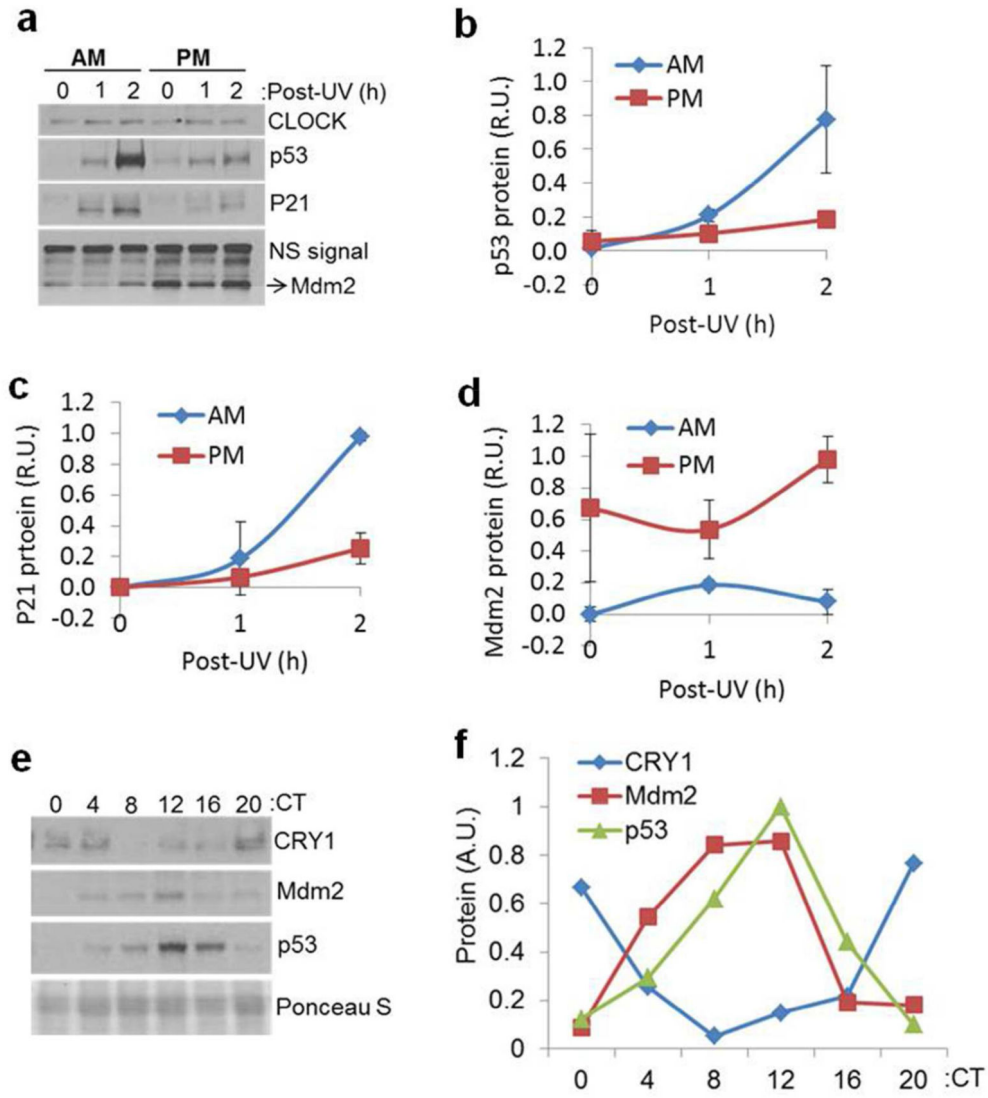 a
AM PM
0 1 2 0 1 2 :Post-UV (h)
CLOCK
p53
P21
NS signal
→Mdm2
b
1.2
1.0
0.8
0.6
0.4
0.2
0.0
-0.2
p53 protein (R.U.)
AM
PM
0 1 2
Post-UV (h)
c
1.2
1.0
0.8
0.6
0.4
0.2
0.0
-0.2
P21 prtoein (R.U.)
AM
PM
0 1 2
Post-UV (h)
d
1.2
1.0
0.8
0.6
0.4
0.2
0.0
-0.2
Mdm2 protein (R.U.)
AM
PM
0 1 2
Post-UV (h)
e
0 4 8 12 16 20 :CT
CRY1
Mdm2
p53
Ponceau S
f
1.2
1
0.8
0.6
0.4
0.2
0
Protein (A.U.)
CRY1
Mdm2
p53
0 4 8 12 16 20 :CT